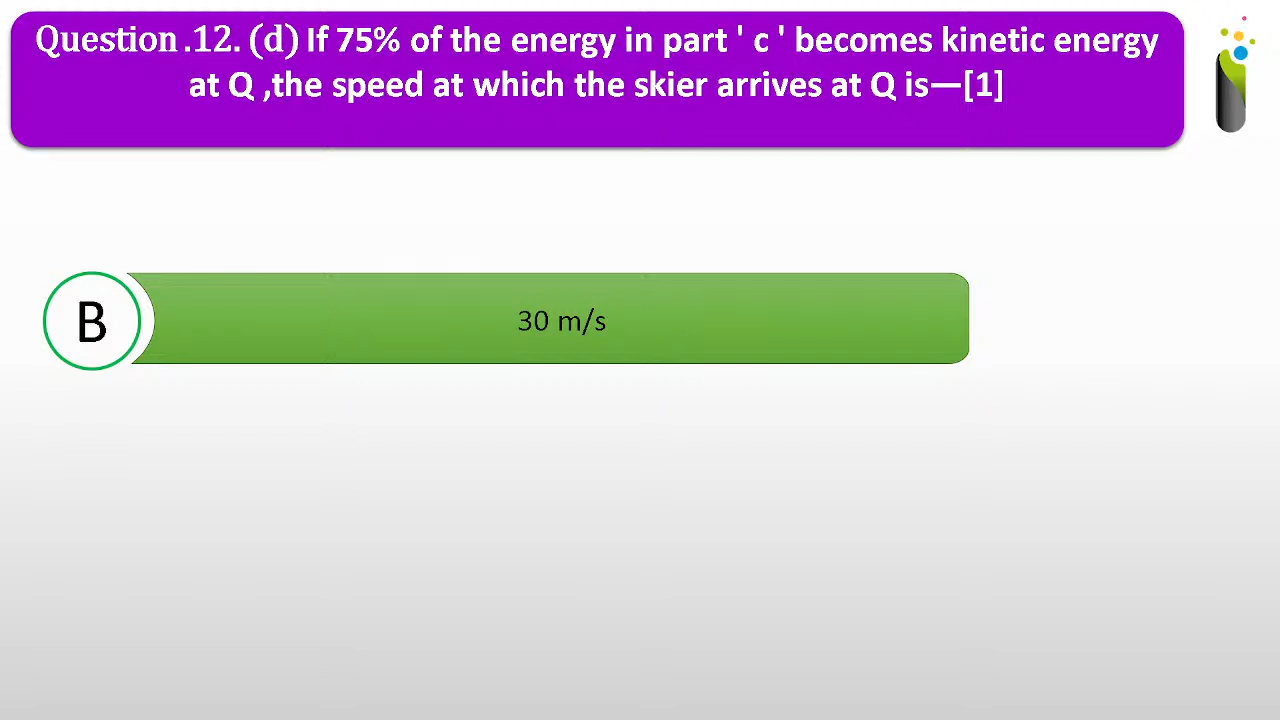 Question .12. (d) If 75% of the energy in part ' c ' becomes kinetic energy
at Q ,the speed at which the skier arrives at Q is—[1]
B
30 m/s